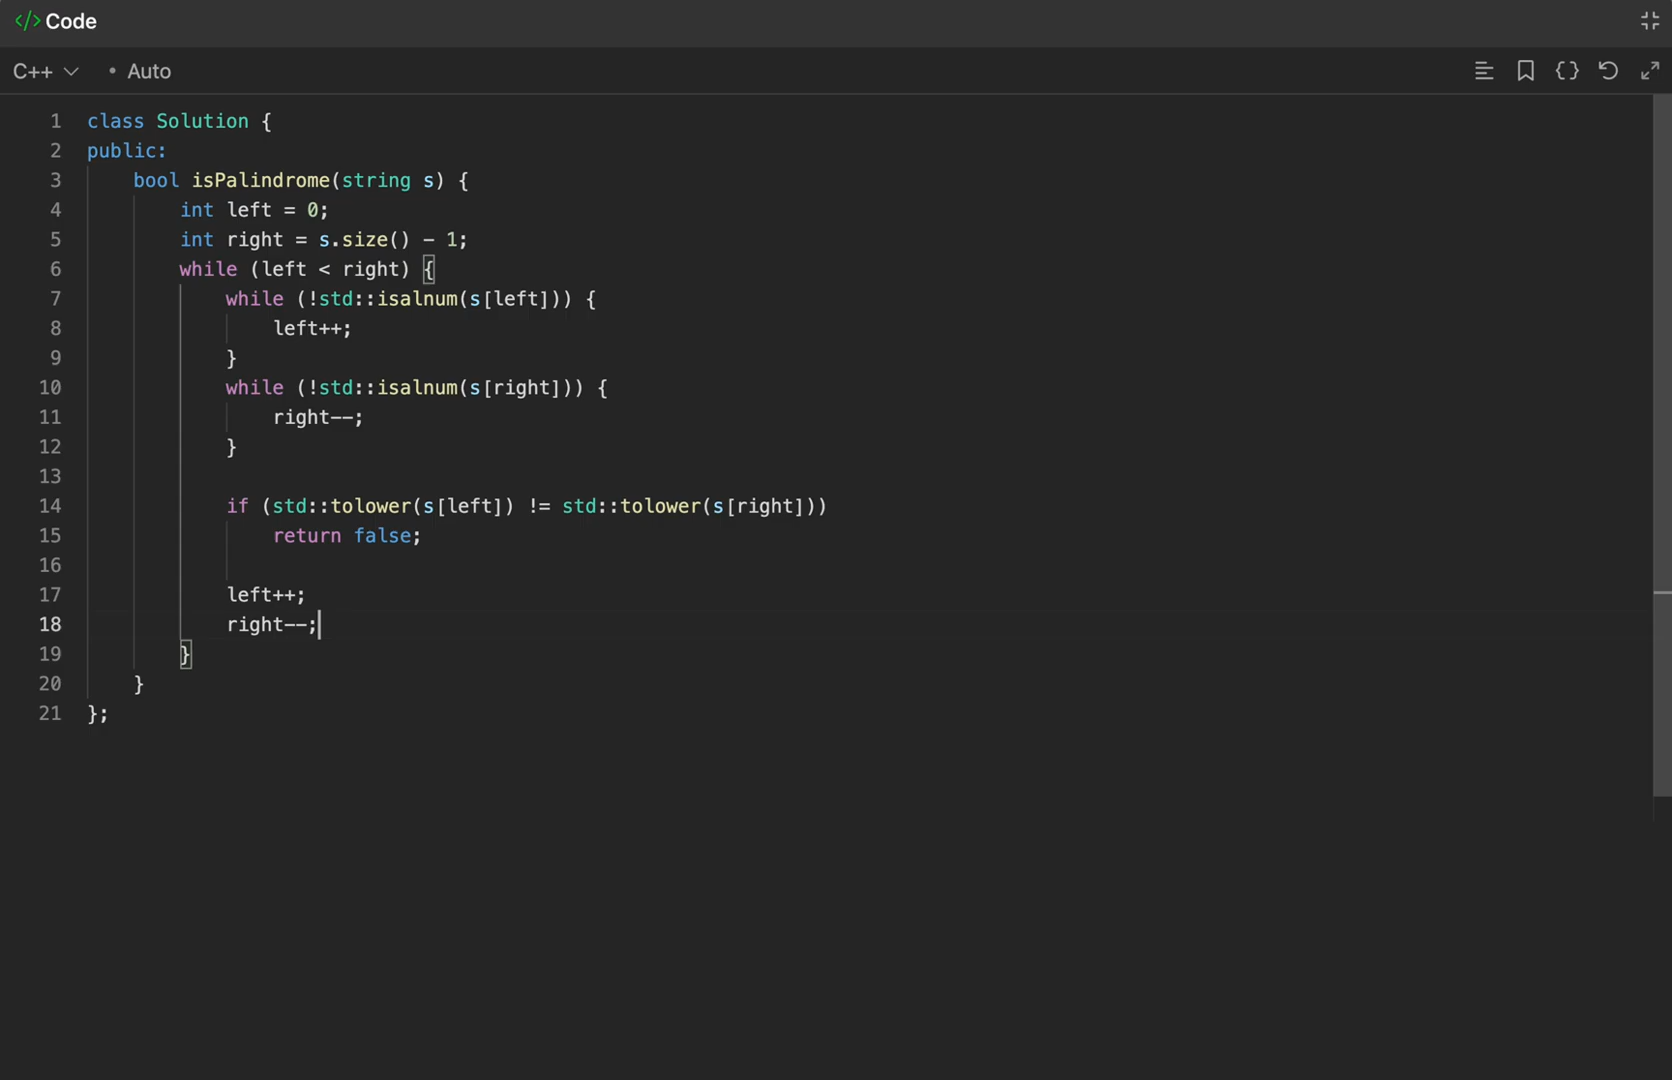 </> Code
C++ • Auto
1 class Solution {
2 public:
3     bool isPalindrome(string s) {
4         int left = 0;
5         int right = s.size() - 1;
6         while (left < right) {
7             while (!std::isalnum(s[left])) {
8                 left++;
9             }
10             while (!std::isalnum(s[right])) {
11                 right--;
12             }
13
14             if (std::tolower(s[left]) != std::tolower(s[right]))
15                 return false;
16
17             left++;
18             right--;
19         }
20     }
21 };